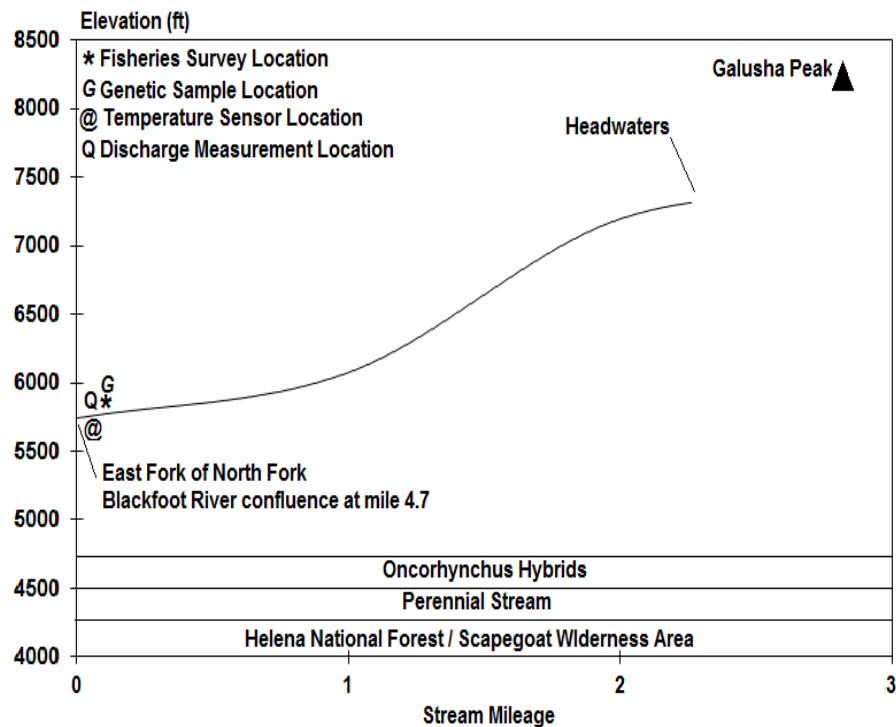 Elevation (ft)
8500
* Fisheries Survey Location
G Genetic Sample Location
@ Temperature Sensor Location
Q Discharge Measurement Location
Galusha Peak
8000
Headwaters
7500
7000
6500
6000
G
Q *
@
5500
East Fork of North Fork
Blackfoot River confluence at mile 4.7
5000
Oncorhynchus Hybrids
4500
Perennial Stream
Helena National Forest / Scapegoat WIderness Area
4000
0 1 2 3
Stream Mileage